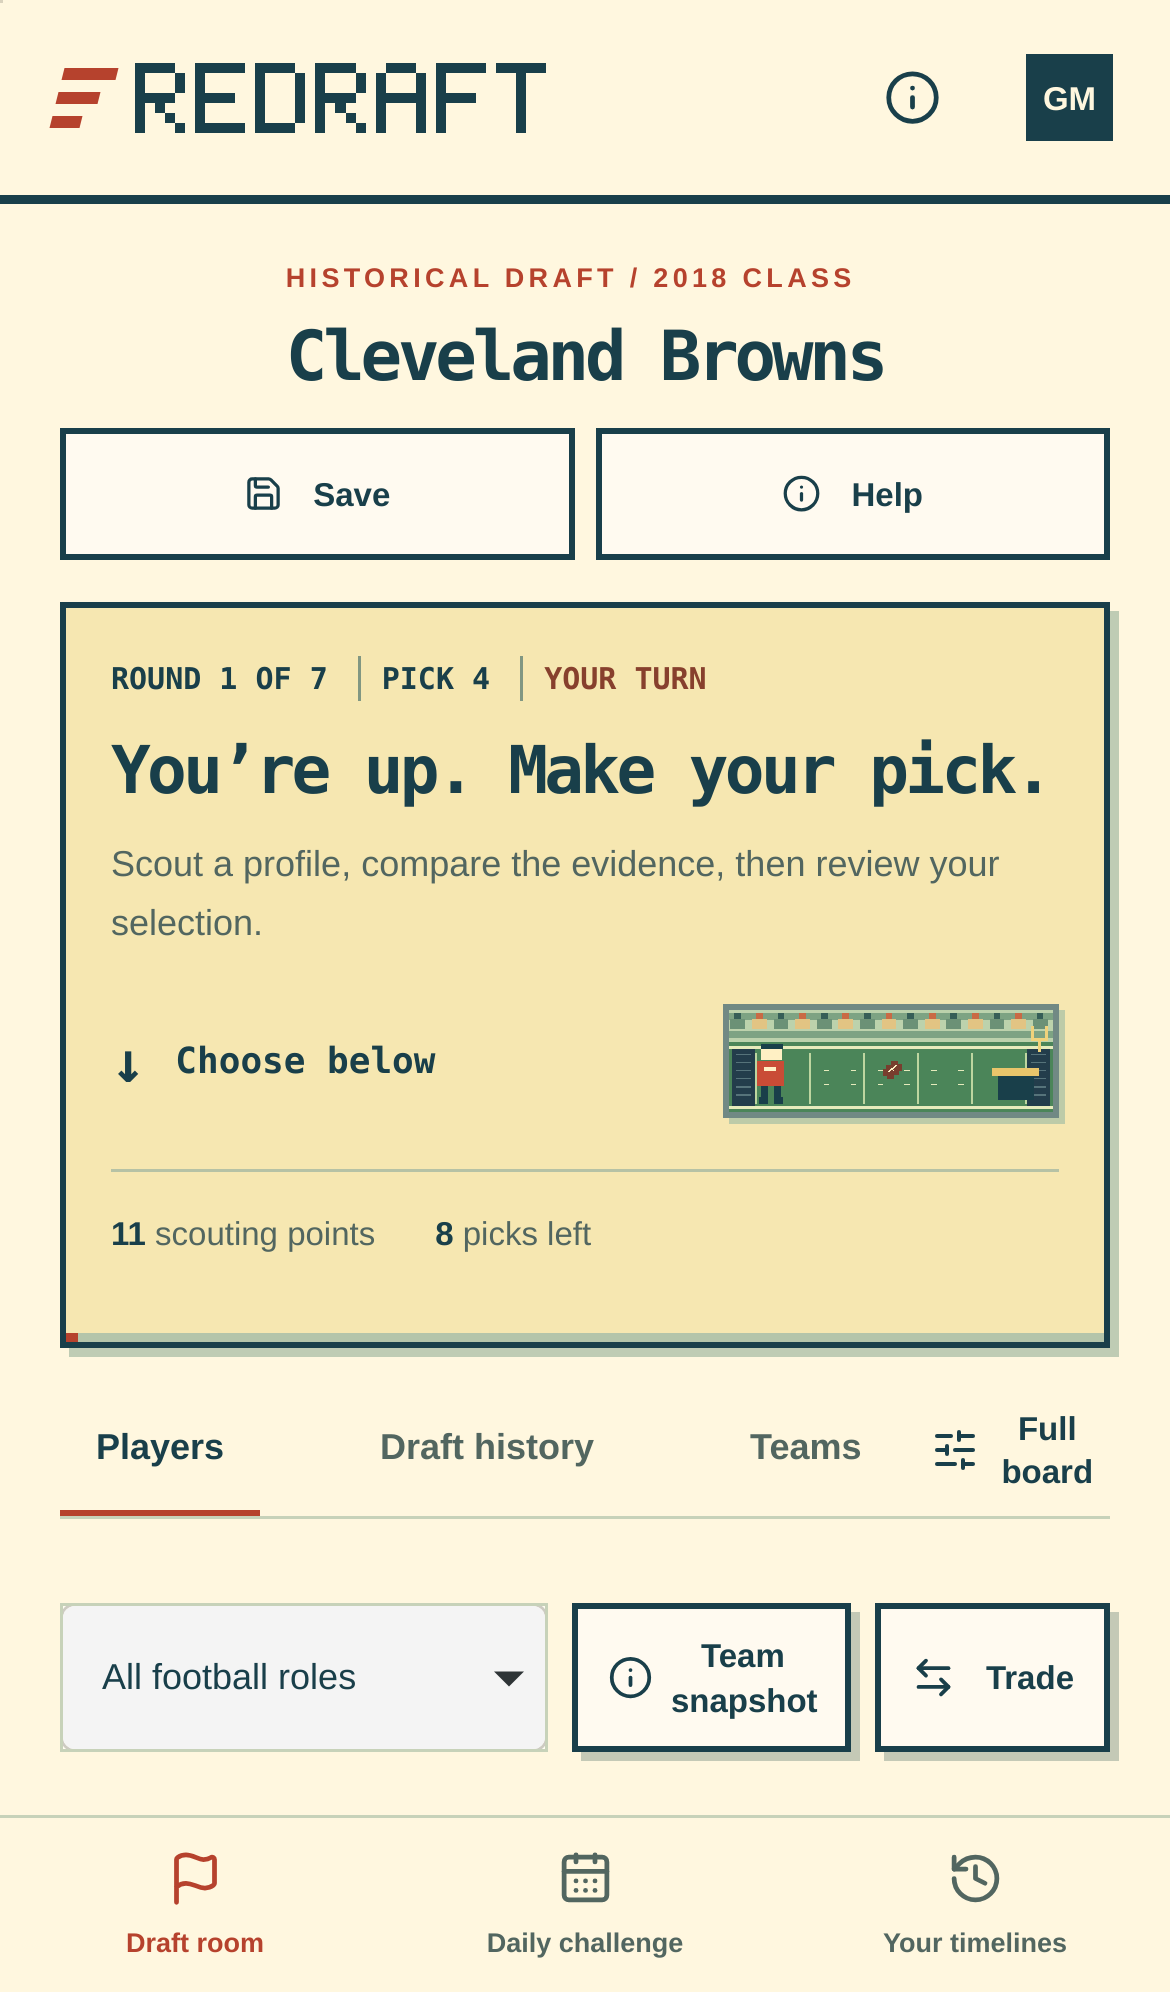 REDRAFT
GM
HISTORICAL DRAFT / 2018 CLASS
Cleveland Browns
Save
Help
ROUND 1 OF 7
PICK 4
YOUR TURN
You’re up. Make your pick.
Scout a profile, compare the evidence, then review your
selection.
↓ Choose below
11 scouting points
8 picks left
Players
Draft history
Teams
Full
board
All football roles
Team
snapshot
Trade
Draft room
Daily challenge
Your timelines